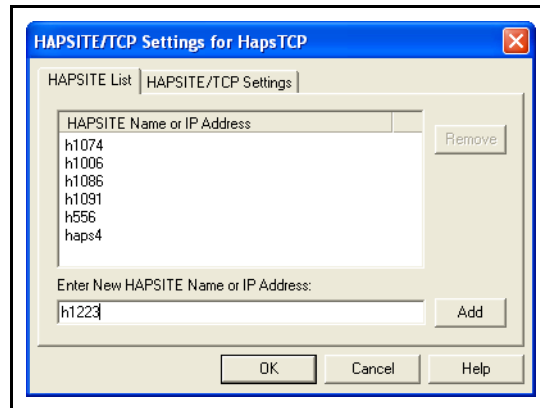 HAPSITE/TCP Settings for HapsTCP
HAPSITE List HAPSITE/TCP Settings
HAPSITE Name or IP Address
h1074
Remove
h1006
h1086
h1091
h556
haps4
Enter New HAPSITE Name or IP Address:
h1223 Add
OK Cancel Help